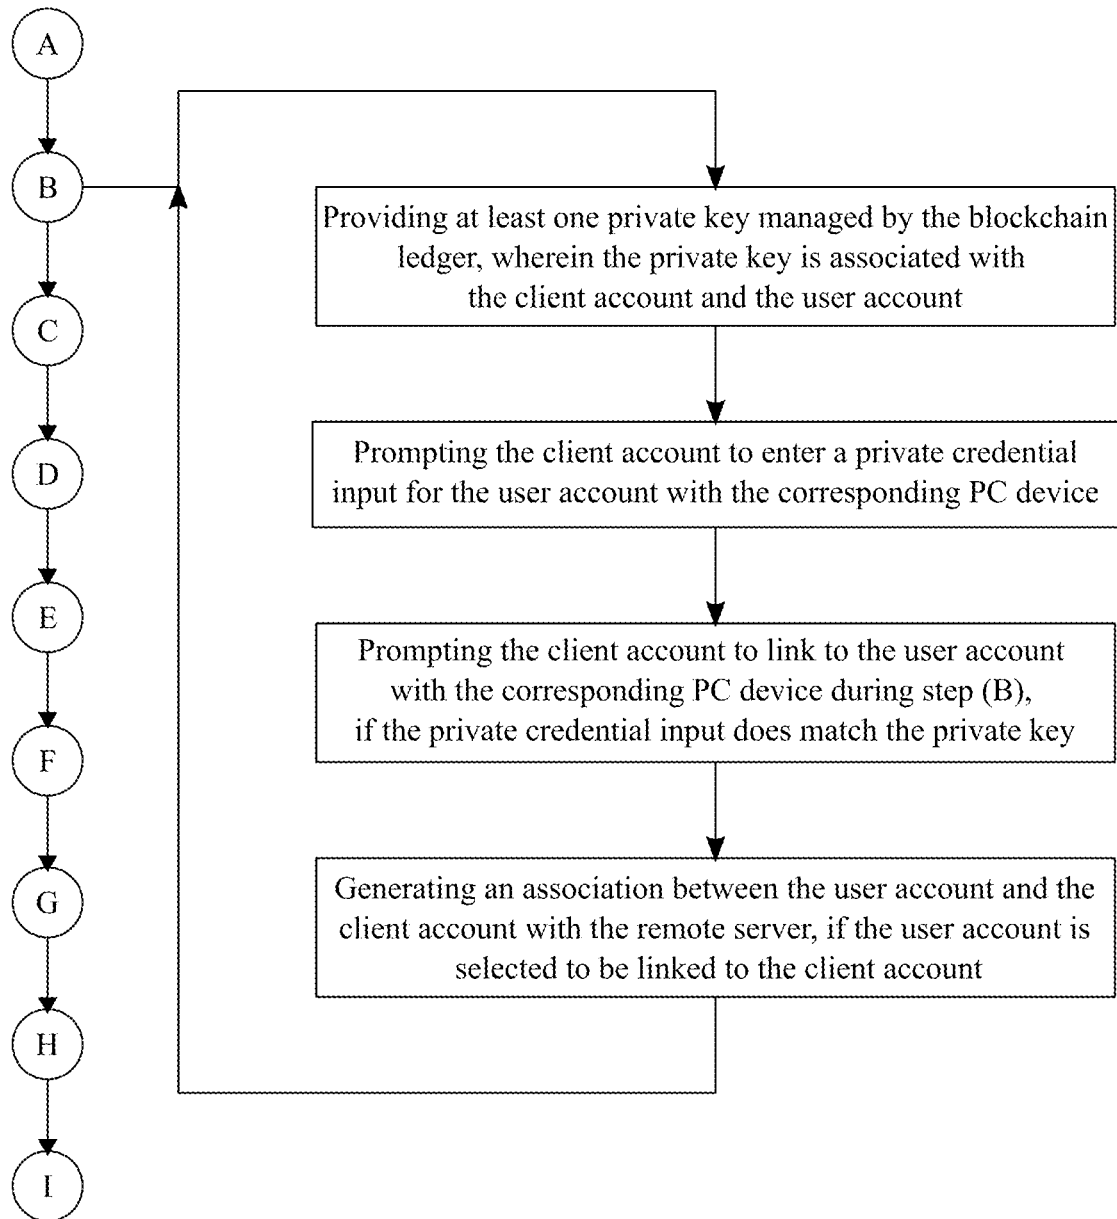 A
B
C
D
E
F
G
H
I
Providing at least one private key managed by the blockchain
ledger, wherein the private key is associated with
the client account and the user account
Prompting the client account to enter a private credential
input for the user account with the corresponding PC device
Prompting the client account to link to the user account
with the corresponding PC device during step (B),
if the private credential input does match the private key
Generating an association between the user account and the
client account with the remote server, if the user account is
selected to be linked to the client account